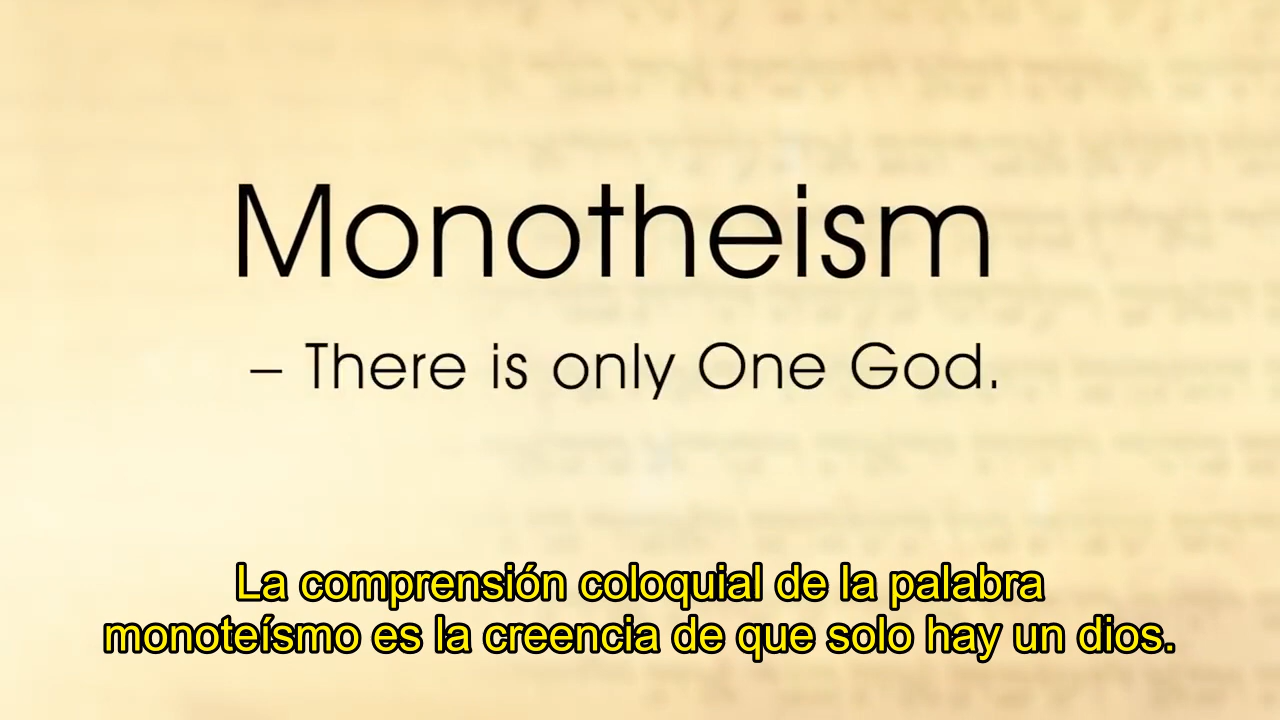 Monotheism
– There is only One God.
La comprensión coloquial de la palabra
monoteísmo es la creencia de que solo hay un dios.